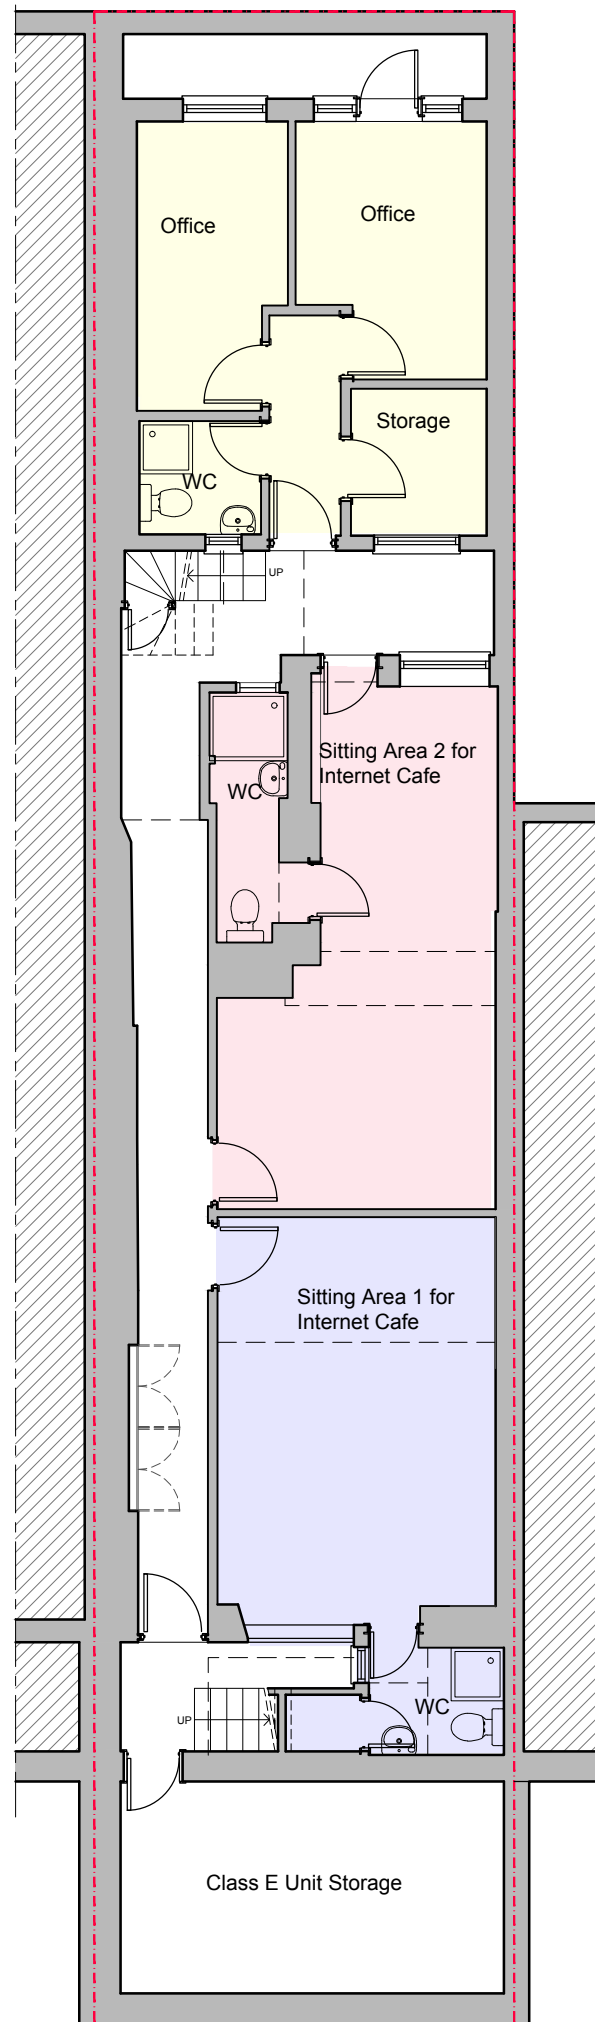 Office
Office
Storage
WC
UP
Sitting Area 2 for
Internet Cafe
WC
Sitting Area 1 for
Internet Cafe
WC
UP
Class E Unit Storage